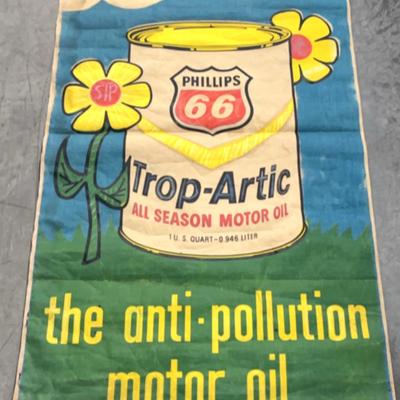 PHILLIPS
66
SIP
Trop-Artic
ALL SEASON MOTOR OIL
1 U. S. QUART-0.946 LITER
the anti-pollution
motor oil